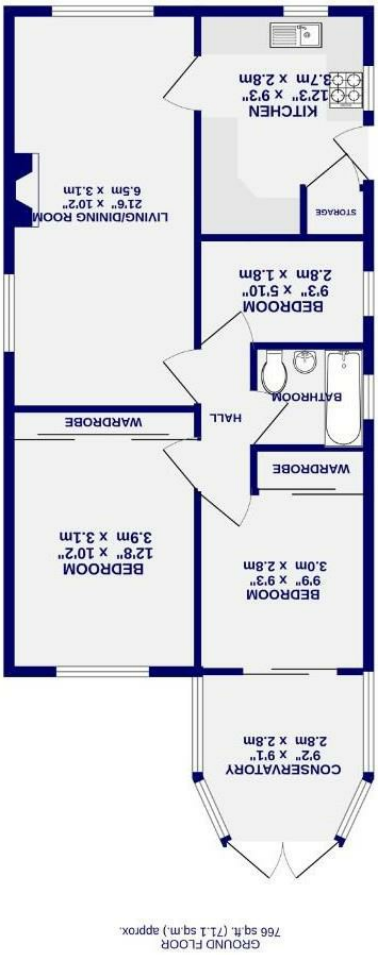 GROUND FLOOR
766 sq.ft. (71.1 sq.m.) approx.
CONSERVATORY
9'2" x 9'1"
2.8m x 2.8m
BEDROOM
9'9" x 9'3"
3.0m x 2.8m
BEDROOM
12'8" x 10'2"
3.9m x 3.1m
WARDROBE
WARDROBE
HALL
BATHROOM
BEDROOM
9'3" x 5'10"
2.8m x 1.8m
STORAGE
LIVING/DINING ROOM
21'6" x 10'2"
6.5m x 3.1m
KITCHEN
12'3" x 9'3"
3.7m x 2.8m